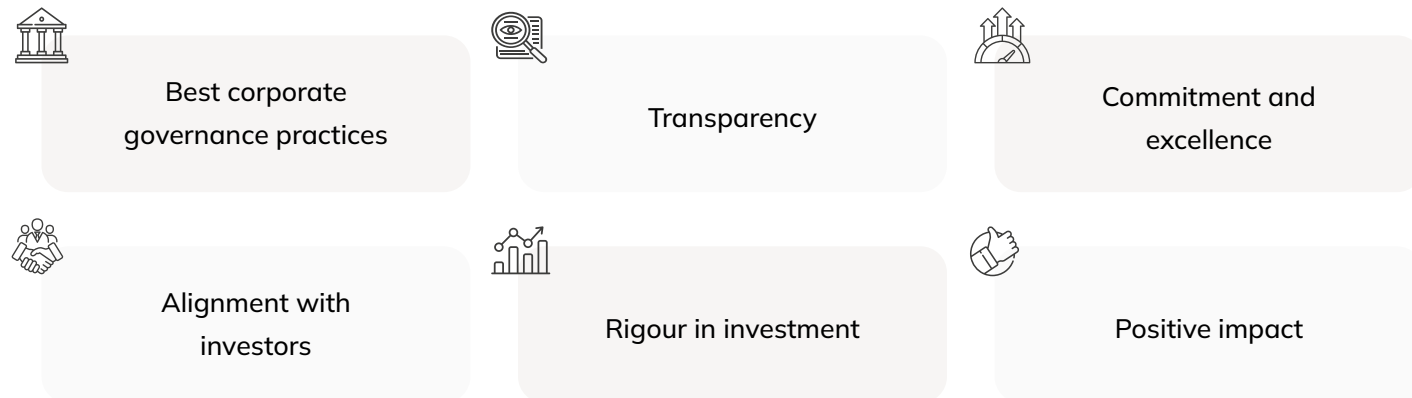 Best corporate
governance practices
Transparency
Commitment and
excellence
Alignment with
investors
Rigour in investment
Positive impact